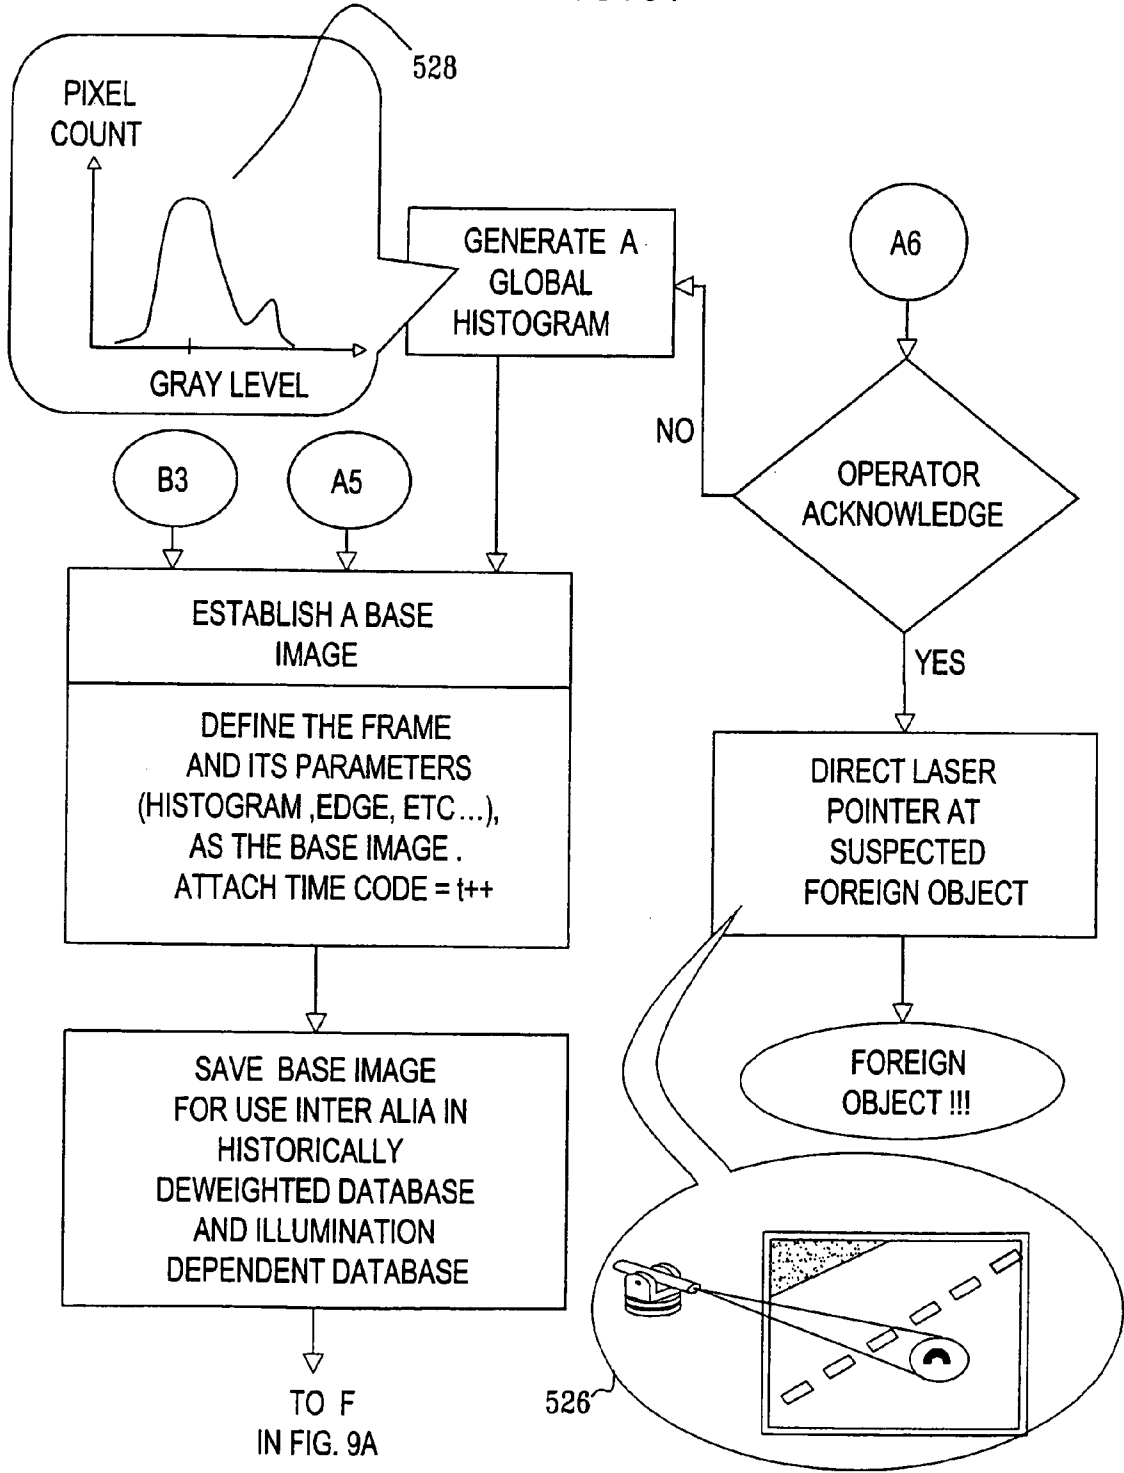 528
PIXEL
COUNT
GRAY LEVEL
GENERATE A
GLOBAL
HISTOGRAM
A6
NO
OPERATOR
ACKNOWLEDGE
YES
B3
A5
ESTABLISH A BASE
IMAGE
DEFINE THE FRAME
AND ITS PARAMETERS
(HISTOGRAM ,EDGE, ETC...),
AS THE BASE IMAGE .
ATTACH TIME CODE = t++
DIRECT LASER
POINTER AT
SUSPECTED
FOREIGN OBJECT
SAVE BASE IMAGE
FOR USE INTER ALIA IN
HISTORICALLY
DEWEIGHTED DATABASE
AND ILLUMINATION
DEPENDENT DATABASE
FOREIGN
OBJECT !!!
526
TO F
IN FIG. 9A